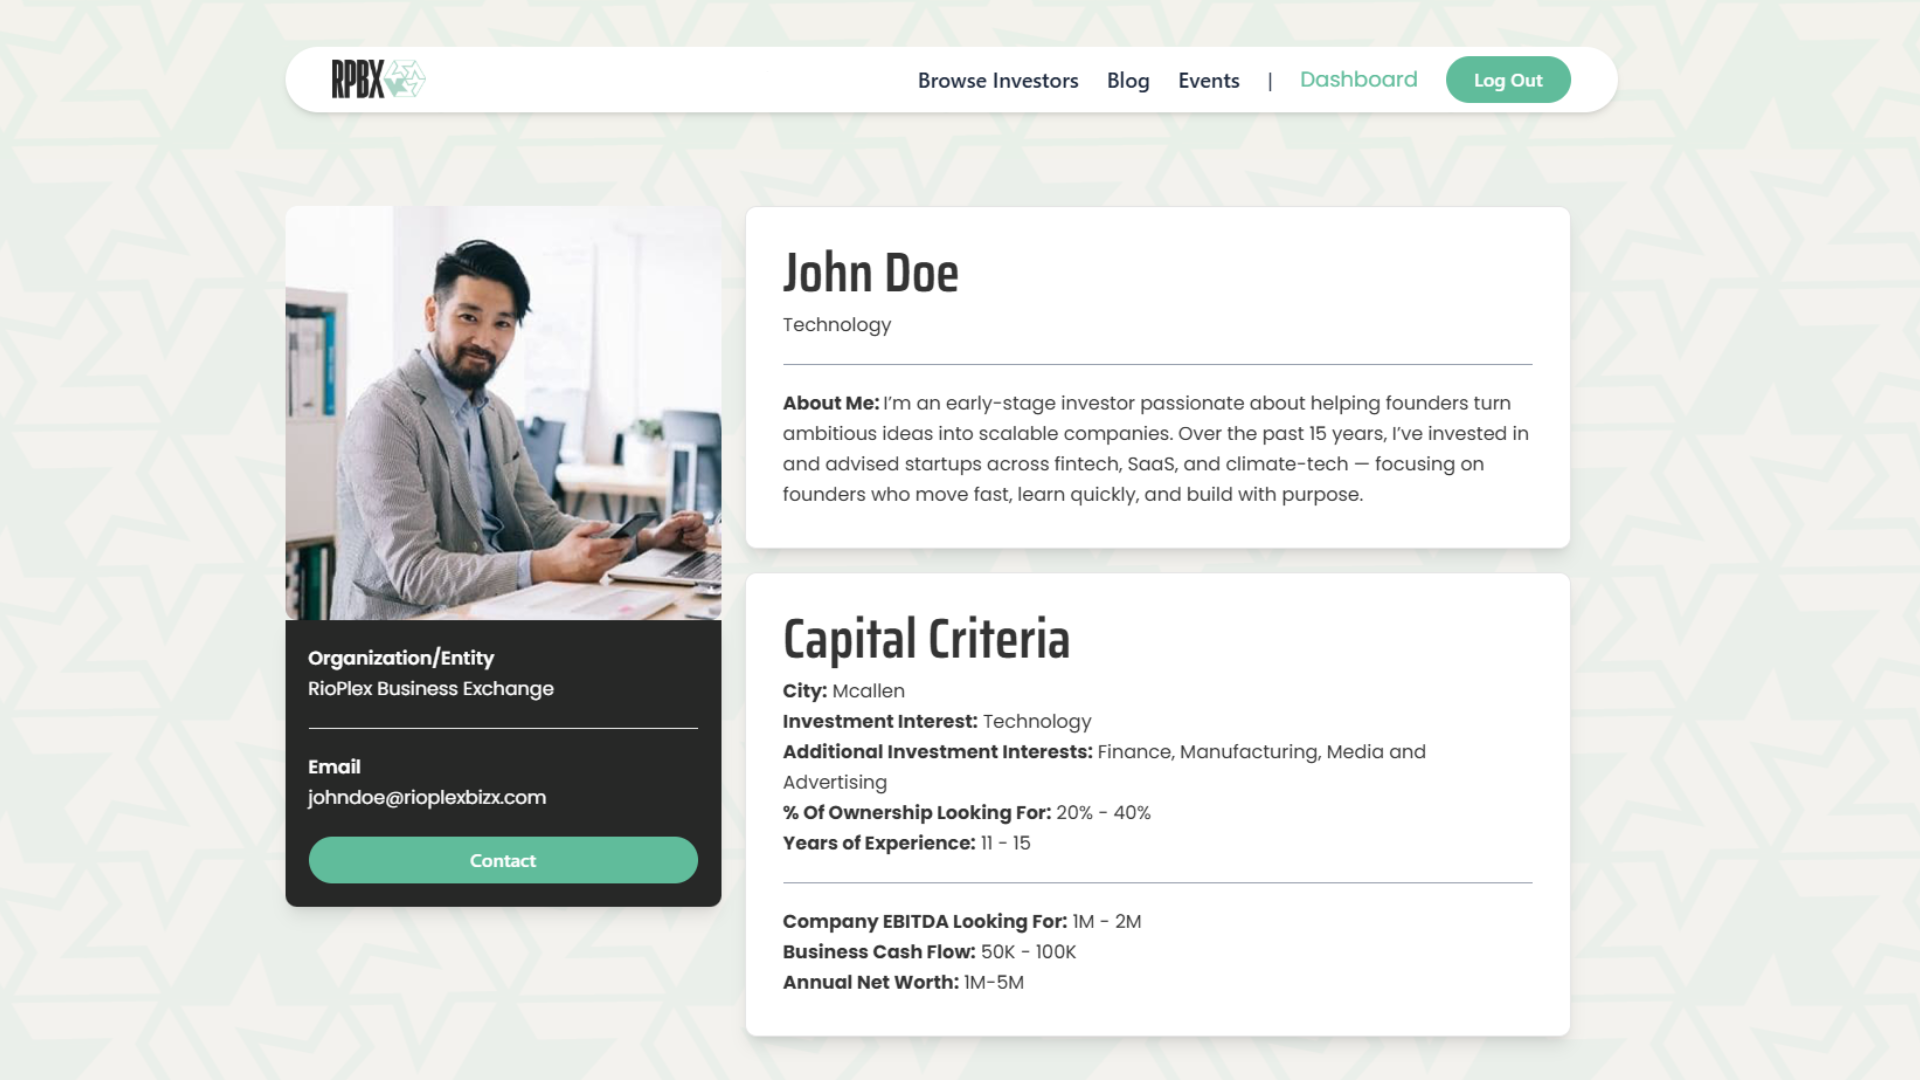 RPBX
Browse Investors
Blog
Events
|
Dashboard
Log Out
Organization/Entity
RioPlex Business Exchange
Email
johndoe@rioplexbizx.com
Contact
John Doe
Technology
About Me: I’m an early-stage investor passionate about helping founders turn
ambitious ideas into scalable companies. Over the past 15 years, I’ve invested in
and advised startups across fintech, SaaS, and climate-tech — focusing on
founders who move fast, learn quickly, and build with purpose.
Capital Criteria
City: Mcallen
Investment Interest: Technology
Additional Investment Interests: Finance, Manufacturing, Media and
Advertising
% Of Ownership Looking For: 20% - 40%
Years of Experience: 11 - 15
Company EBITDA Looking For: 1M - 2M
Business Cash Flow: 50K - 100K
Annual Net Worth: 1M-5M